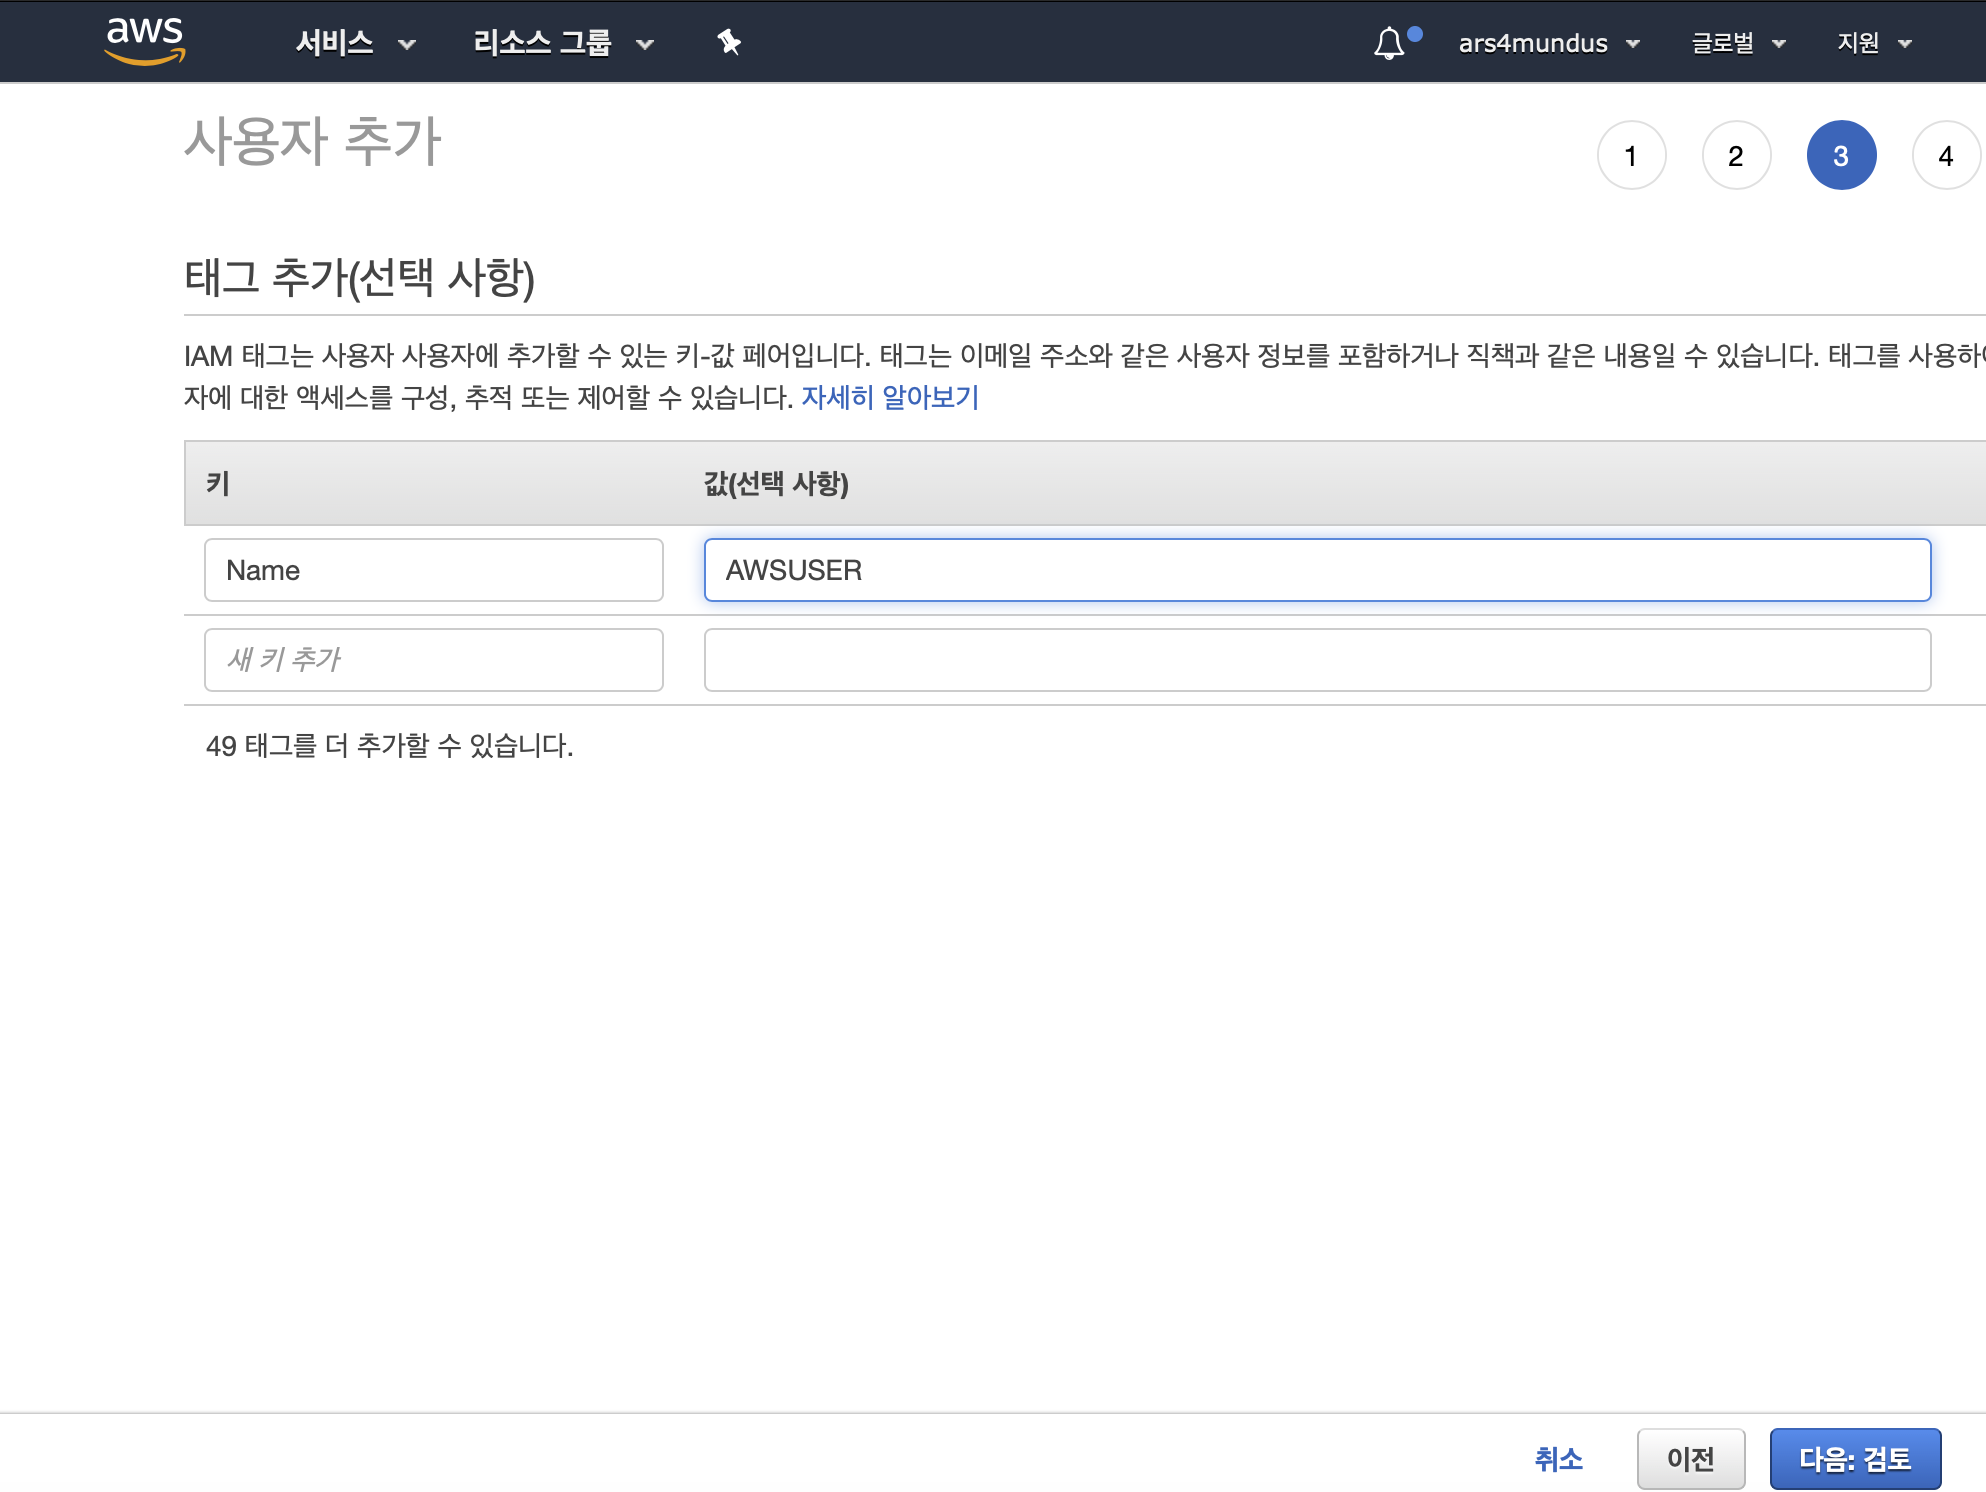 aws 서비스 리소스 그룹 ars4mundus 글로벌 지원
사용자 추가
1 2 3 4
태그 추가(선택 사항)
IAM 태그는 사용자 사용자에 추가할 수 있는 키-값 페어입니다. 태그는 이메일 주소와 같은 사용자 정보를 포함하거나 직책과 같은 내용일 수 있습니다. 태그를 사용하
자에 대한 액세스를 구성, 추적 또는 제어할 수 있습니다. 자세히 알아보기
키 값(선택 사항)
Name AWSUSER
새 키 추가
49 태그를 더 추가할 수 있습니다.
취소 이전 다음: 검토